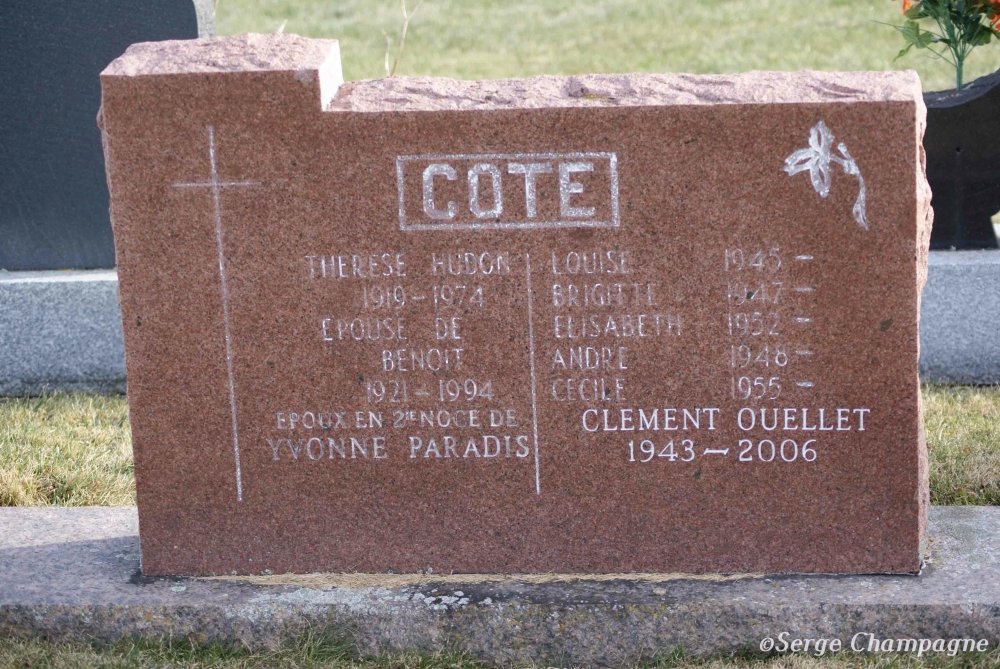 COTE
THERESE HUDON
1919-1974
EPOUSE DE
BENOIT
1921-1994
EPOUX EN 2IE NOCE DE
YVONNE PARADIS
LOUISE 1945 -
BRIGITTE 1947 -
ELISABETH 1952 -
ANDRE 1948 -
CECILE 1955 -
CLEMENT OUELLET
1943-2006
©Serge Champagne